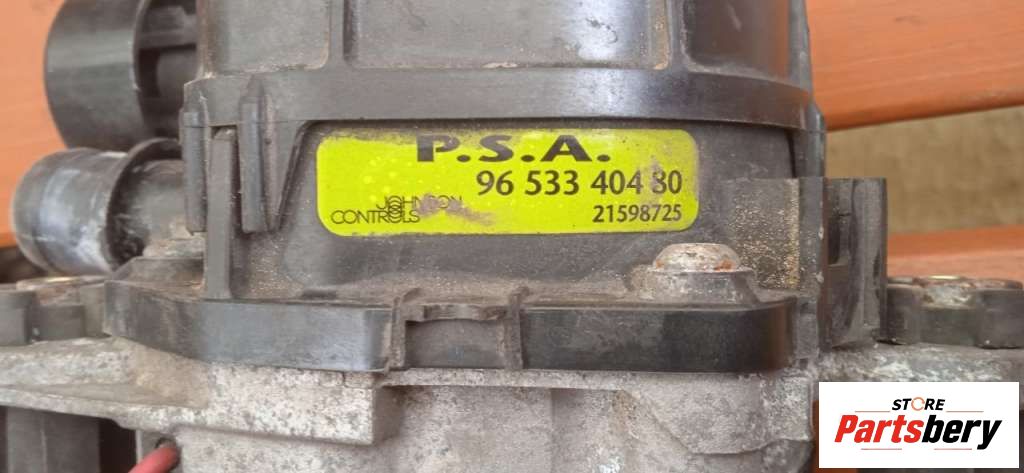 P.S.A.
96 533 404 80
JOHNSON
CONTROLS
21598725
STORE
Partsbery